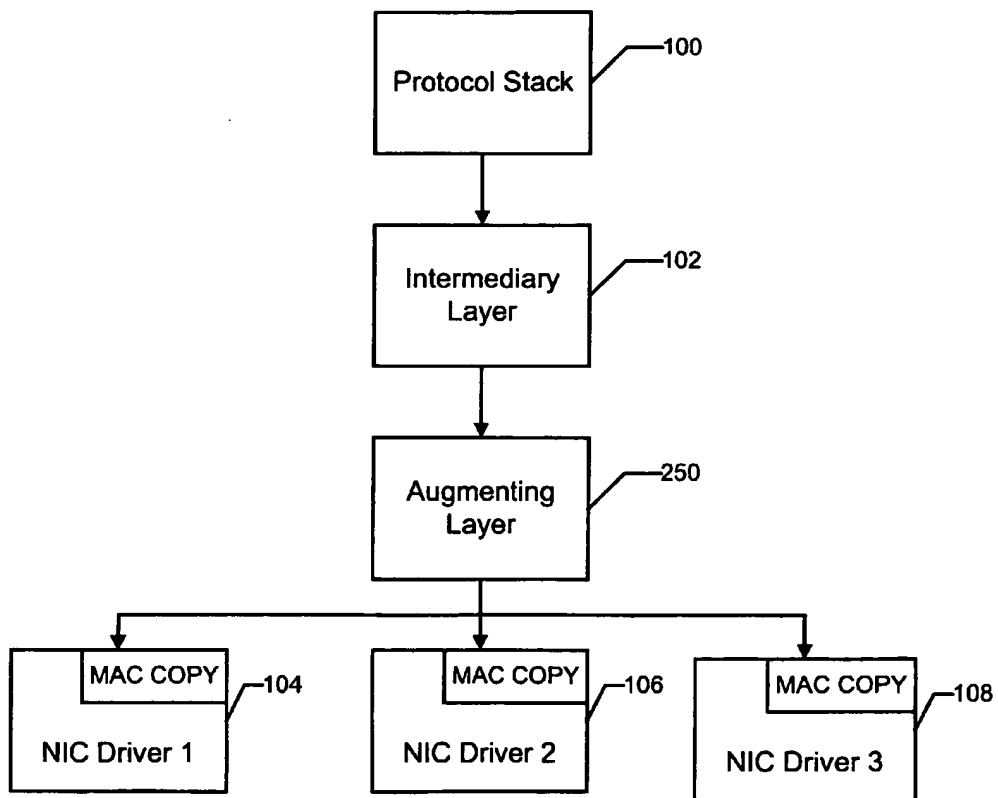 Protocol Stack
100
Intermediary
Layer
102
Augmenting
Layer
250
MAC COPY
NIC Driver 1
104
MAC COPY
NIC Driver 2
106
MAC COPY
NIC Driver 3
108